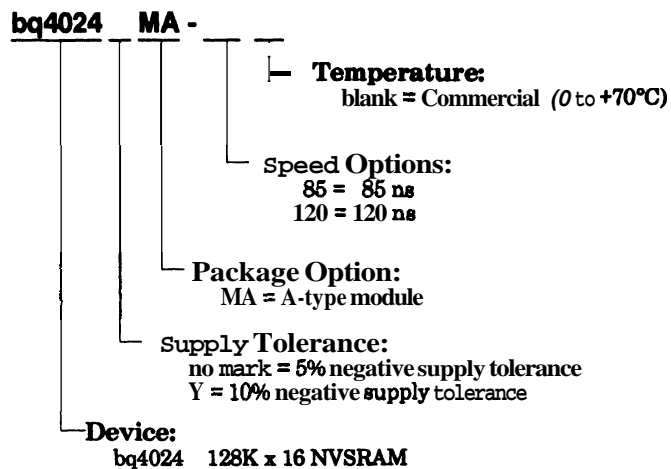 bq4024 _ MA - _ _
Temperature:
blank = Commercial (0 to +70°C)
Speed Options:
85 = 85 ns
120 = 120 ns
Package Option:
MA = A-type module
Supply Tolerance:
no mark = 5% negative supply tolerance
Y = 10% negative supply tolerance
Device:
bq4024 128K x 16 NVSRAM